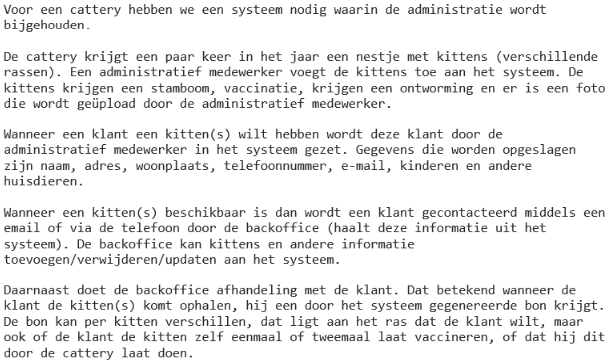 Voor een cattery hebben we een systeem nodig waarin de administratie wordt
bijgehouden.
De cattery krijgt een paar keer in het jaar een nestje met kittens (verschillende
rassen). Een administratief medewerker voegt de kittens toe aan het systeem. De
kittens krijgen een stamboom, vaccinatie, krijgen een ontworming en er is een foto
die wordt geüpload door de administratief medewerker.
Wanneer een klant een kitten(s) wilt hebben wordt deze klant door de
administratief medewerker in het systeem gezet. Gegevens die worden opgeslagen
zijn naam, adres, woonplaats, telefoonnummer, e-mail, kinderen en andere
huisdieren.
Wanneer een kitten(s) beschikbaar is dan wordt een klant gecontacteerd middels een
email of via de telefoon door de backoffice (haalt deze informatie uit het
systeem). De backoffice kan kittens en andere informatie
toevoegen/verwijderen/updaten aan het systeem.
Daarnaast doet de backoffice afhandeling met de klant. Dat betekend wanneer de
klant de kitten(s) komt ophalen, hij een door het systeem gegenereerde bon krijgt.
De bon kan per kitten verschillen, dat ligt aan het ras dat de klant wilt, maar
ook of de klant de kitten zelf eenmaal of tweemaal laat vaccineren, of dat hij dit
door de cattery laat doen.